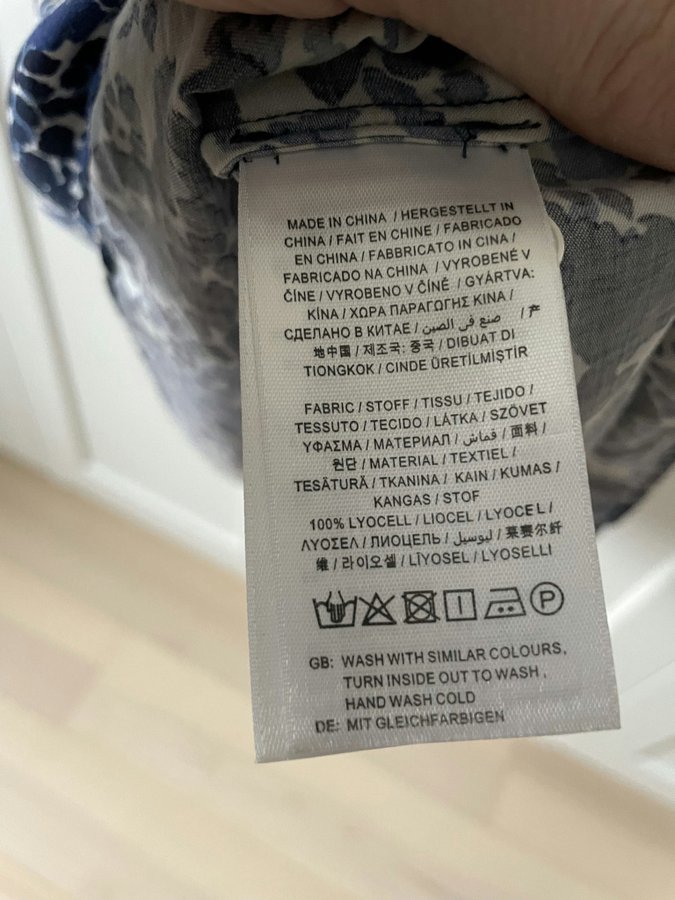 MADE IN CHINA / HERGESTELLT IN
CHINA / FAIT EN CHINE / FABRICADO
EN CHINA / FABBRICATO IN CINA /
FABRICADO NA CHINA / VYROBENÉ V
ČÍNE / VYROBENO V ČÍNĚ / GYÁRTVA:
KÍNA / ΧΩΡΑ ΠΑΡΑΓΩΓΗΣ ΚΙΝΑ /
СДЕЛАНО В КИТАЕ / صنع في الصين / 产
地中国 / 제조국: 중국 / DIBUAT DI
TIONGKOK / CINDE ÜRETİLMİŞTİR
FABRIC / STOFF / TISSU / TEJIDO /
TESSUTO / TECIDO / LÁTKA / SZÖVET
ΥΦΑΣΜΑ / МАТЕРИАЛ / قماش / 面料 /
원단 / MATERIAL / TEXTIEL /
TESĂTURĂ / TKANINA / KAIN / KUMAS /
KANGAS / STOF
100% LYOCELL / LIOCEL / LYOCEL /
ΛΥΟΣΕΛ / ЛИОЦЕЛЬ / ليوسيل / 莱赛尔纤
维 / 라이오셀 / LİYOSEL / LYOSELLI
P
GB: WASH WITH SIMILAR COLOURS,
TURN INSIDE OUT TO WASH ,
HAND WASH COLD
DE: MIT GLEICHFARBIGEN